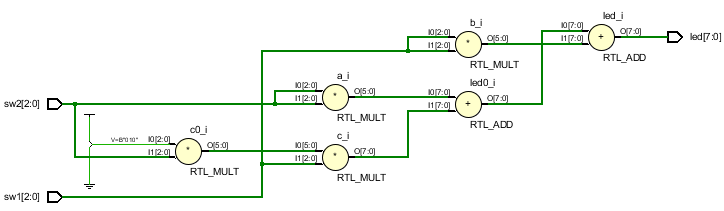 led_i
b_i
I0[7:0] O[7:0] led[7:0]
I1[7:0]
+
RTL_ADD
I0[2:0] O[5:0]
I1[2:0]
*
RTL_MULT
a_i
led0_i
I0[2:0] O[5:0]
I1[2:0]
*
RTL_MULT
I0[7:0] O[7:0]
I1[7:0]
+
RTL_ADD
sw2[2:0]
c0_i
V=B"010" I0[2:0] O[5:0]
I1[2:0]
*
RTL_MULT
c_i
I0[5:0] O[7:0]
I1[2:0]
*
RTL_MULT
sw1[2:0]